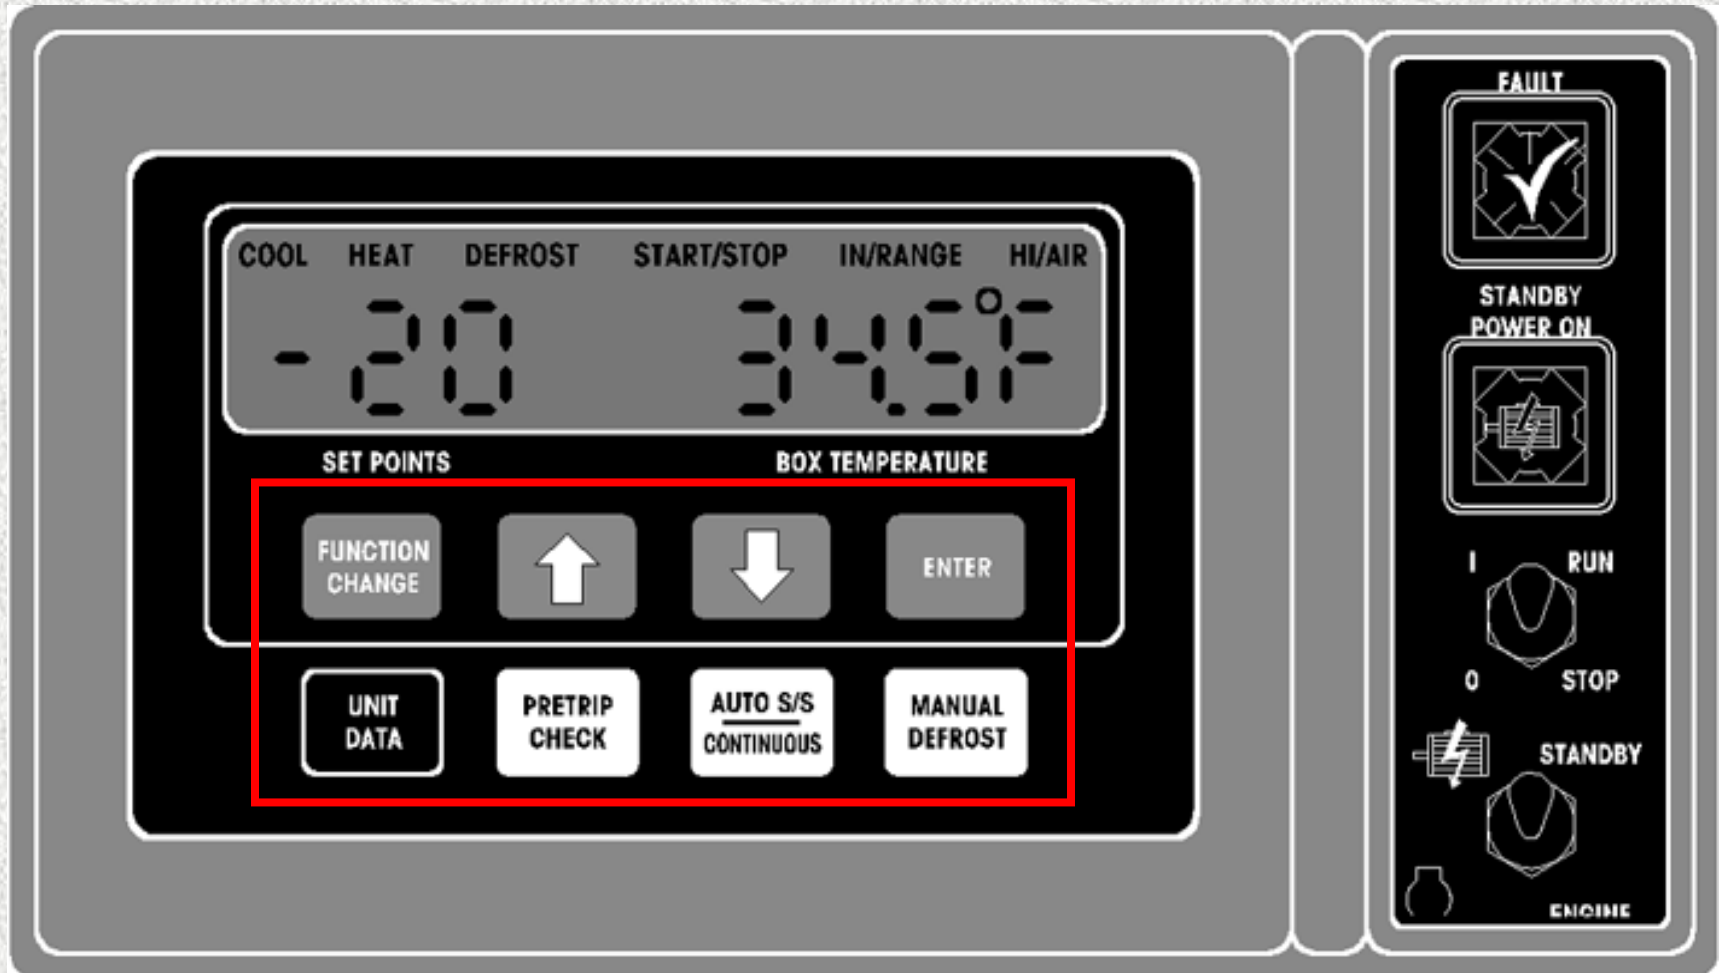 COOL HEAT DEFROST START/STOP IN/RANGE HI/AIR
-20 34.5°F
SET POINTS BOX TEMPERATURE
FUNCTION
CHANGE
ENTER
UNIT
DATA
PRETRIP
CHECK
AUTO S/S
CONTINUOUS
MANUAL
DEFROST
FAULT
STANDBY
POWER ON
I RUN
0 STOP
STANDBY
ENGINE